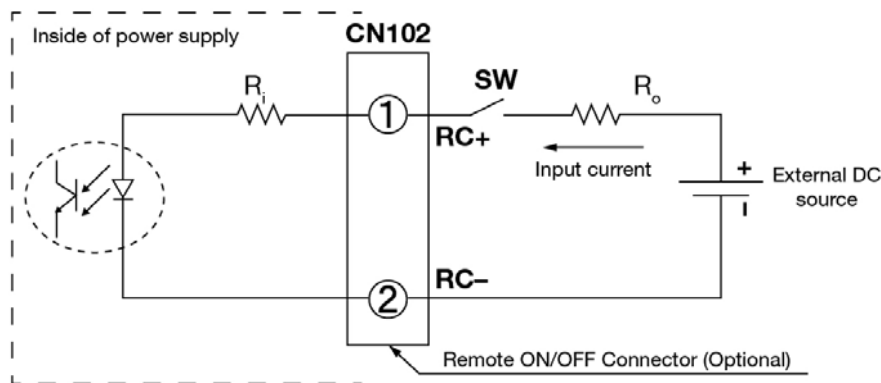 Inside of power supply
CN102
Ri
1
SW
Ro
RC+
Input current
+
External DC
source
-
2
RC–
Remote ON/OFF Connector (Optional)